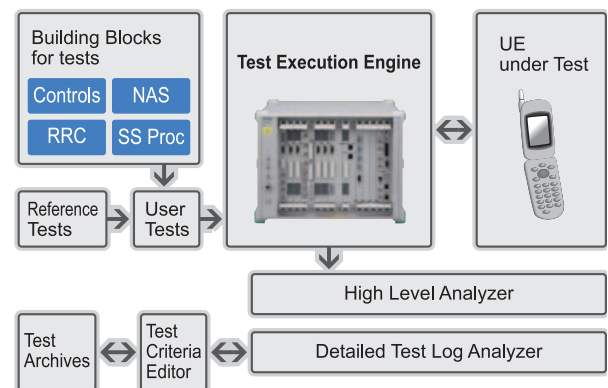 Building Blocks
for tests
Controls
NAS
RRC
SS Proc
Test Execution Engine
UE
under Test
Reference
Tests
User
Tests
High Level Analyzer
Test
Archives
Test
Criteria
Editor
Detailed Test Log Analyzer